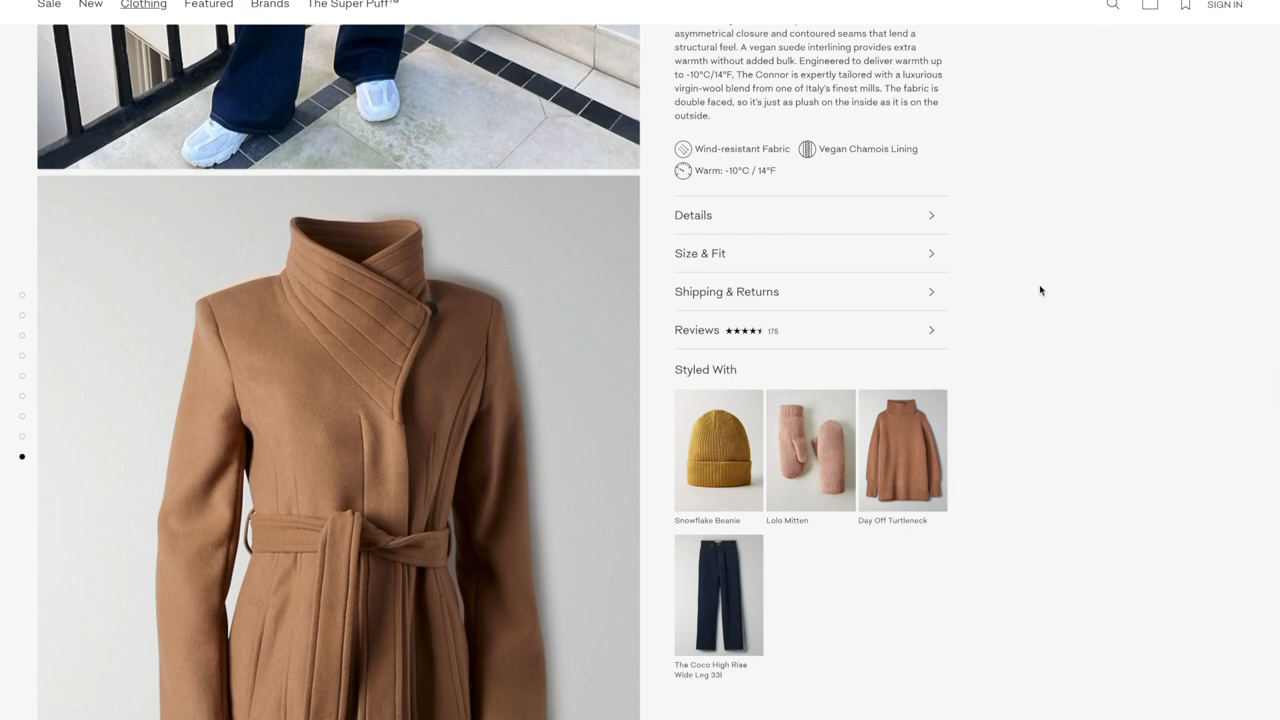 Sale New Clothing Featured Brands The Super Puff™
SIGN IN
asymmetrical closure and contoured seams that lend a
structural feel. A vegan suede interlining provides extra
warmth without added bulk. Engineered to deliver warmth up
to -10°C/14°F, The Connor is expertly tailored with a luxurious
virgin-wool blend from one of Italy's finest mills. The fabric is
double faced, so it's just as plush on the inside as it is on the
outside.
Wind-resistant Fabric Vegan Chamois Lining
Warm: -10°C / 14°F
Details
Size & Fit
Shipping & Returns
Reviews ★★★★⯨ 175
Styled With
Snowflake Beanie Lolo Mitten Day Off Turtleneck
The Coco High Rise
Wide Leg 33l